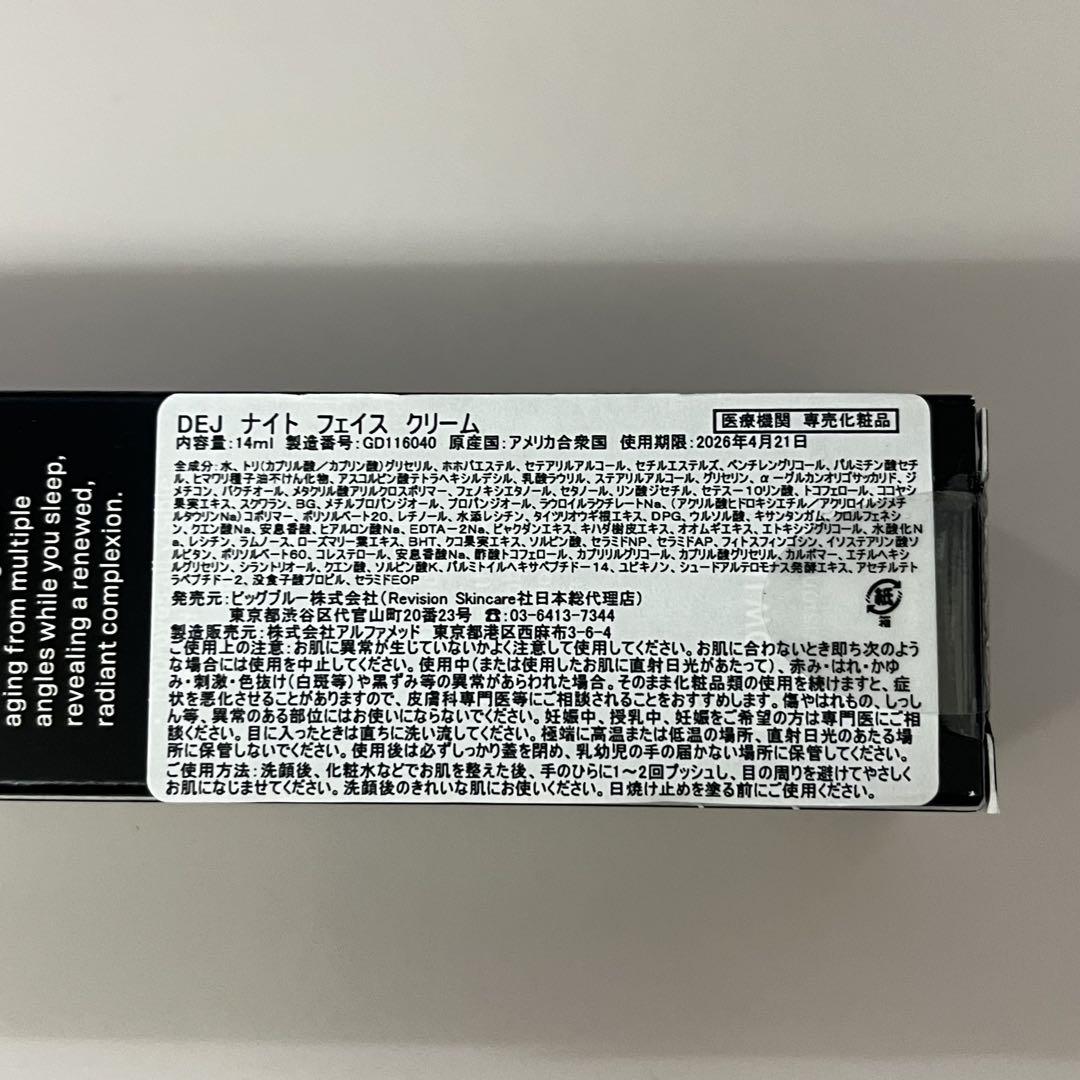 aging from multiple
angles while you sleep,
revealing a renewed,
radiant complexion.
DEJ ナイト フェイス クリーム
医療機関 専売化粧品
内容量:14ml 製造番号:GD116040 原産国:アメリカ合衆国 使用期限:2026年4月21日
全成分:水、トリ(カプリル酸/カプリン酸)グリセリル、ホホバエステル、セテアリルアルコール、セチルエステルズ、ペンチレングリコール、パルミチン酸セチ
ル、ヒマワリ種子油不けん化物、アスコルビン酸テトラヘキシルデシル、乳酸ラウリル、ステアリルアルコール、グリセリン、α-グルカンオリゴサッカリド、ジ
メチコン、バクチオール、メタクリル酸アリルクロスポリマー、フェノキシエタノール、セタノール、リン酸ジセチル、セテス-10リン酸、トコフェロール、ココヤシ
果実エキス、スクワラン、BG、メチルプロパンジオール、プロパンジオール、ラウロイルラクチレートNa、(アクリル酸ヒドロキシエチル/アクリロイルジメチ
ルタウリンNa)コポリマー、ポリソルベート20、レチノール、水添レシチン、タイツリオウギ根エキス、DPG、ウルソル酸、キサンタンガム、クロルフェネシ
ン、クエン酸Na、安息香酸、ヒアルロン酸Na、EDTA-2Na、ビャクダンエキス、キハダ樹皮エキス、オオムギエキス、エトキシジグリコール、水酸化N
a、レシチン、ラムノース、ローズマリー葉エキス、BHT、クコ果実エキス、ソルビン酸、セラミドNP、セラミドAP、フィトスフィンゴシン、イソステアリン酸ソ
ルビタン、ポリソルベート60、コレステロール、安息香酸Na、酢酸トコフェロール、カプリリルグリコール、カプリル酸グリセリル、カルボマー、エチルヘキシ
ルグリセリン、シラントリオール、クエン酸、ソルビン酸K、パルミトイルヘキサペプチド-14、ユビキノン、シュードアルテロモナス発酵エキス、アセチルテト
ラペプチド-2、没食子酸プロピル、セラミドEOP
発売元:ビッグブルー株式会社(Revision Skincare社日本総代理店)
東京都渋谷区代官山町20番23号 ☎:03-6413-7344
製造販売元:株式会社アルファメッド 東京都港区西麻布3-6-4
紙
箱
ご使用上の注意:お肌に異常が生じていないかよく注意して使用してください。お肌に合わないとき即ち次のよう
な場合には使用を中止してください。使用中(または使用したお肌に直射日光があたって)、赤み・はれ・かゆ
み・刺激・色抜け(白斑等)や黒ずみ等の異常があらわれた場合。そのまま化粧品類の使用を続けますと、症
状を悪化させることがありますので、皮膚科専門医等にご相談されることをおすすめします。傷やはれもの、しっし
ん等、異常のある部位にはお使いにならないでください。妊娠中、授乳中、妊娠をご希望の方は専門医にご相
談ください。目に入ったときは直ちに洗い流してください。極端に高温または低温の場所、直射日光のあたる場
所に保管しないでください。使用後は必ずしっかり蓋を閉め、乳幼児の手の届かない場所に保管してください。
ご使用方法:洗顔後、化粧水などでお肌を整えた後、手のひらに1~2回プッシュし、目の周りを避けてやさしく
お肌になじませてください。洗顔後のきれいな肌にお使いください。日焼け止めを塗る前にご使用ください。